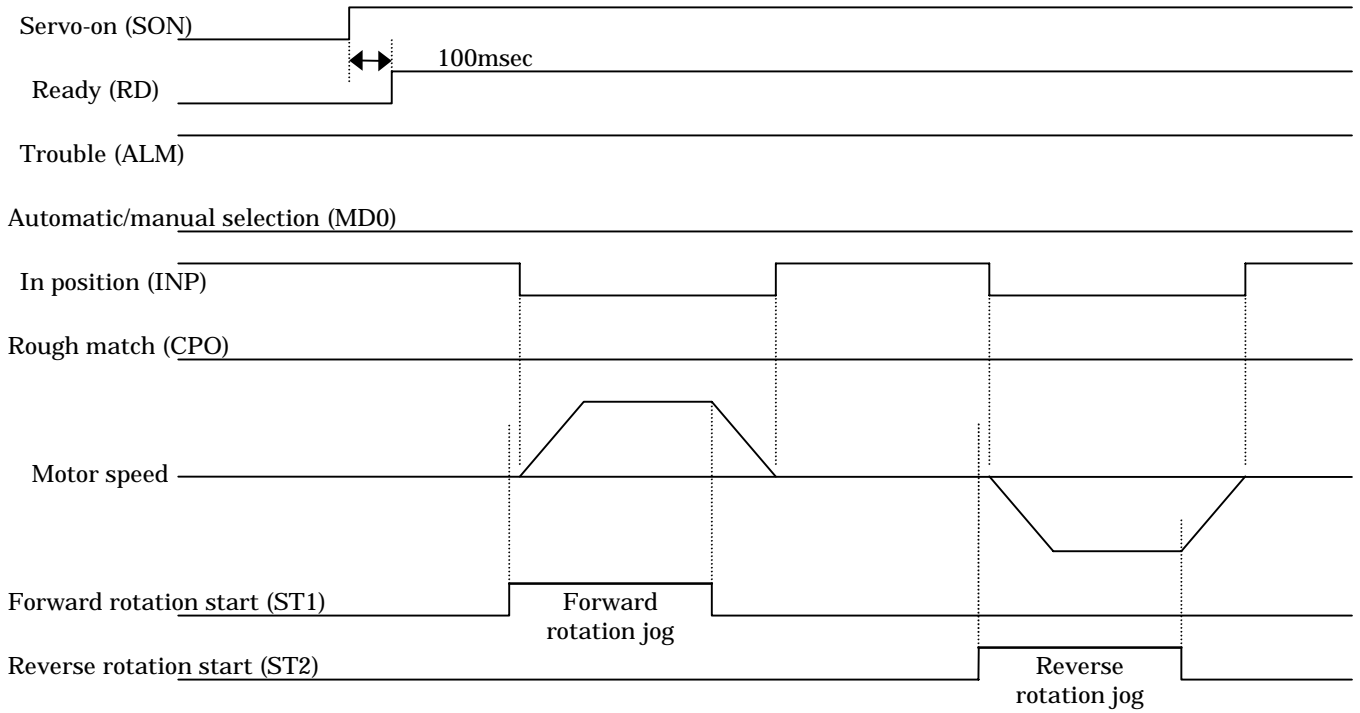 Servo-on (SON)
100msec
Ready (RD)
Trouble (ALM)
Automatic/manual selection (MD0)
In position (INP)
Rough match (CPO)
Motor speed
Forward rotation start (ST1)
Forward
rotation jog
Reverse rotation start (ST2)
Reverse
rotation jog